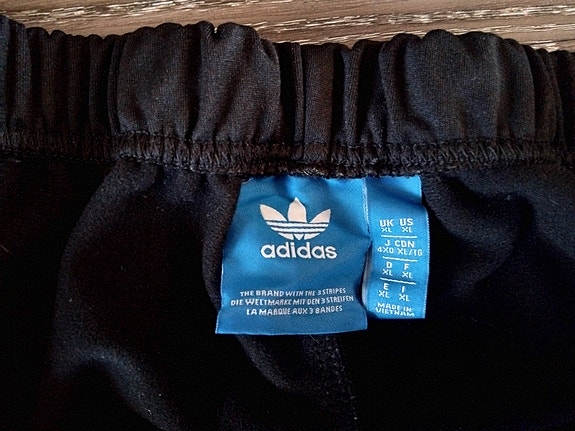 adidas
THE BRAND WITH THE 3 STRIPES
DIE WELTMARKE MIT DEN 3 STREIFEN
LA MARQUE AUX 3 BANDES
UK US
XL XL
J CDN
4XO XL/TG
D F
XL XL
E I
XL XL
MADE IN
VIETNAM